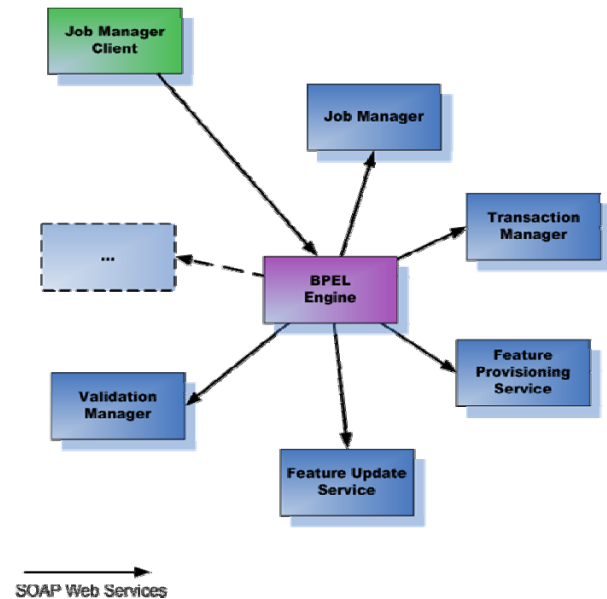 Job Manager
Client
Job Manager
Transaction
Manager
...
BPEL
Engine
Feature
Provisioning
Service
Validation
Manager
Feature Update
Service
SOAP Web Services